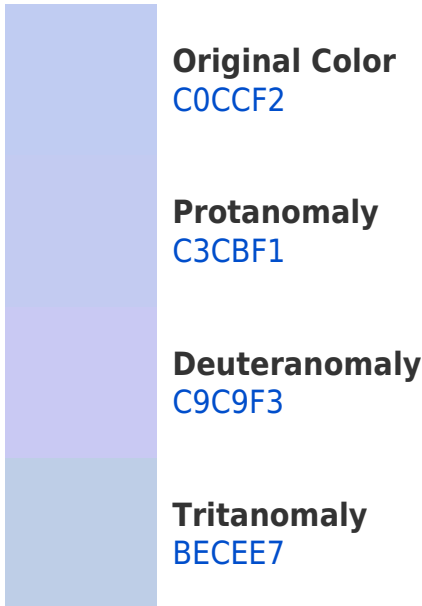 Original Color
C0CCF2
Protanomaly
C3CBF1
Deuteranomaly
C9C9F3
Tritanomaly
BECEE7